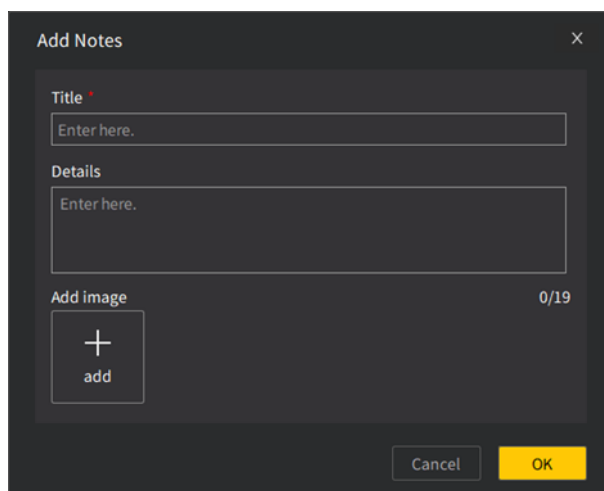 Add Notes X
Title *
Enter here.
Details
Enter here.
Add image 0/19
+
add
Cancel OK